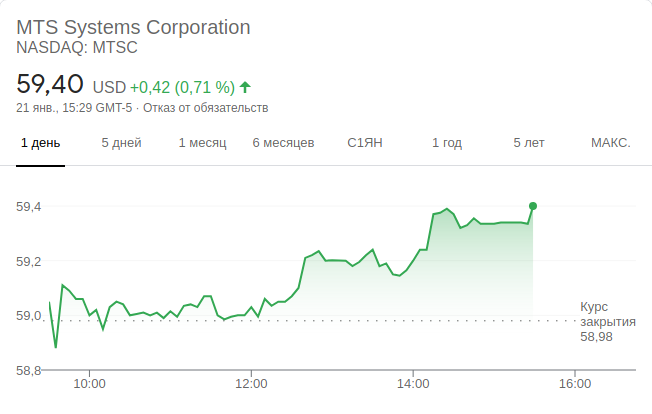 MTS Systems Corporation
NASDAQ: MTSC
59,40 USD +0,42 (0,71 %)
21 янв., 15:29 GMT-5 · Отказ от обязательств
1 день 5 дней 1 месяц 6 месяцев С1ЯН 1 год 5 лет МАКС.
59,4
59,2
59,0
58,8
Курс
закрытия
58,98
10:00 12:00 14:00 16:00